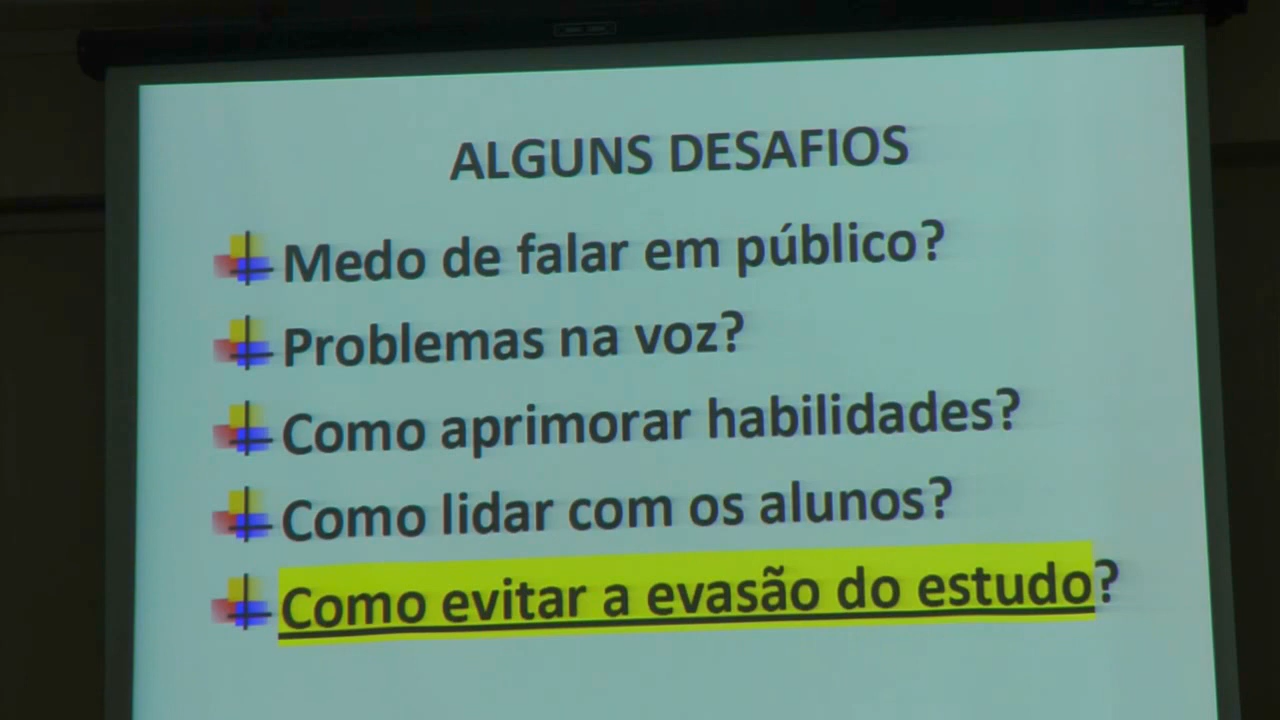 ALGUNS DESAFIOS
Medo de falar em público?
Problemas na voz?
Como aprimorar habilidades?
Como lidar com os alunos?
Como evitar a evasão do estudo?